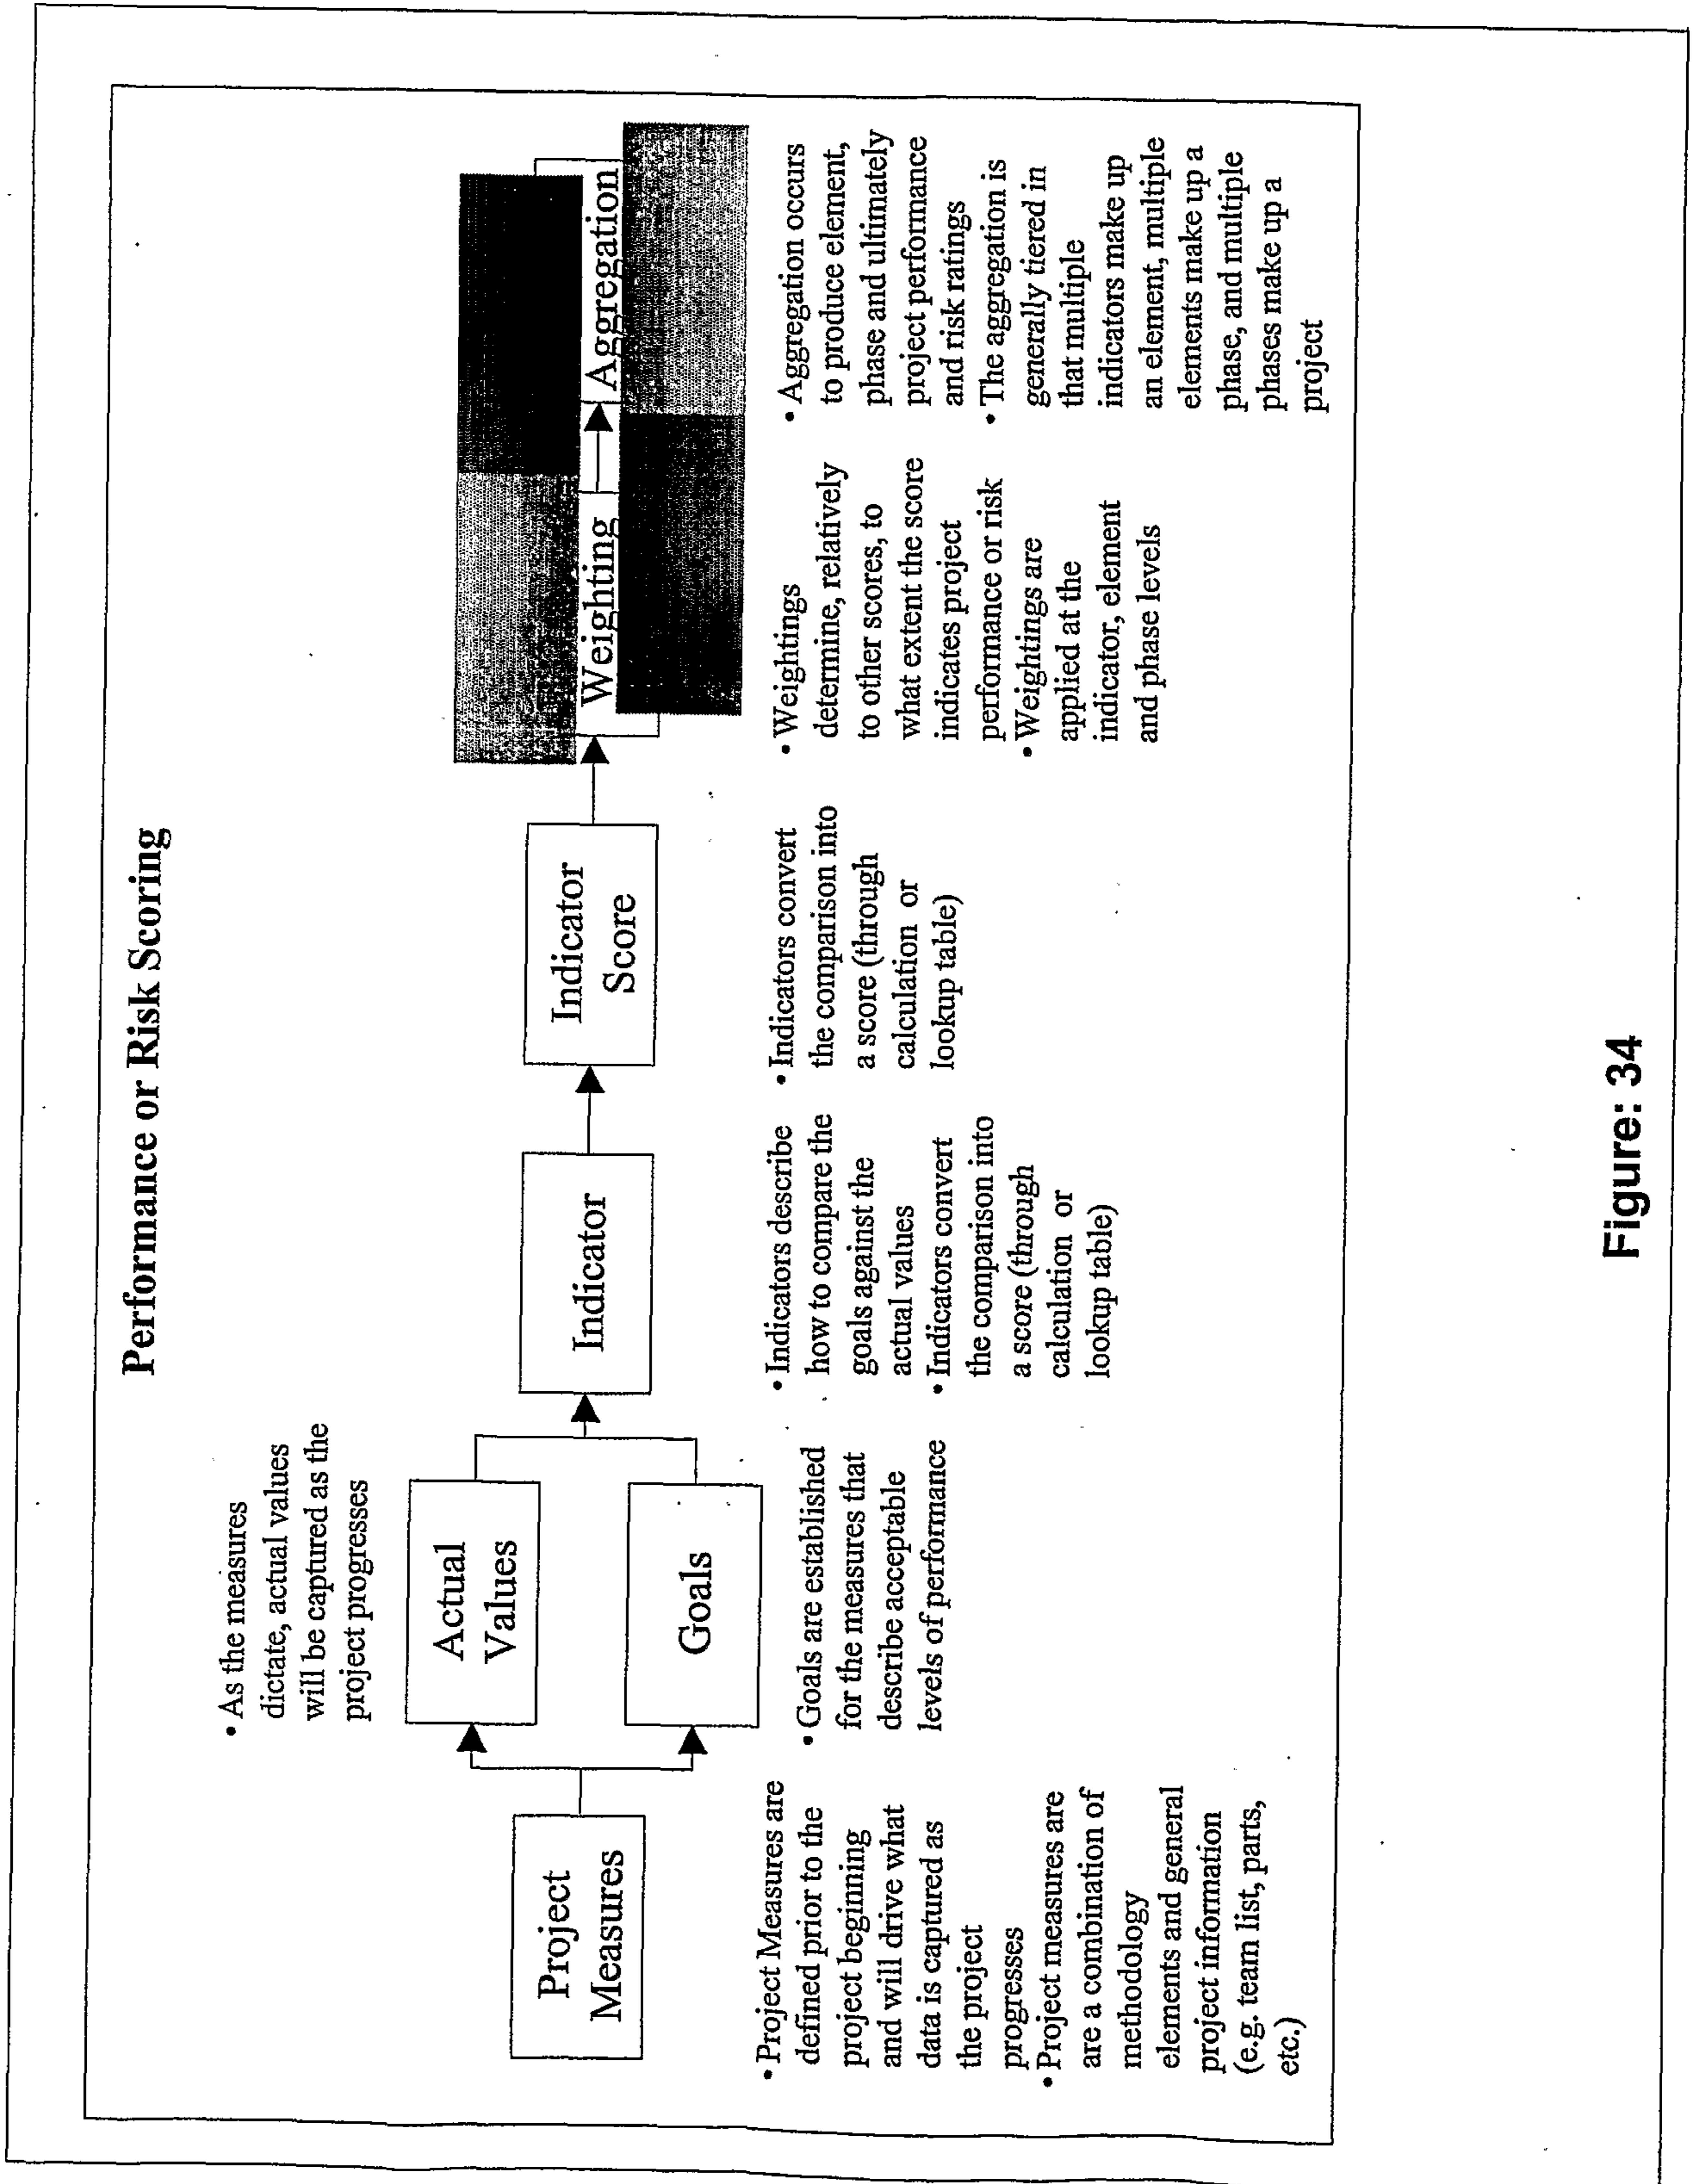 Performance or Risk Scoring
• As the measures
dictate, actual values
will be captured as the
project progresses
Project
Measures
Actual
Values
Goals
Indicator
Indicator
Score
Weighting
Aggregation
• Project Measures are
defined prior to the
project beginning
and will drive what
data is captured as
the project
progresses
• Project measures are
are a combination of
methodology
elements and general
project information
(e.g. team list, parts,
etc.)
• Goals are established
for the measures that
describe acceptable
levels of performance
• Indicators describe
how to compare the
goals against the
actual values
• Indicators convert
the comparison into
a score (through
calculation or
lookup table)
• Indicators convert
the comparison into
a score (through
calculation or
lookup table)
• Weightings
determine, relatively
to other scores, to
what extent the score
indicates project
performance or risk
• Weightings are
applied at the
indicator, element
and phase levels
• Aggregation occurs
to produce element,
phase and ultimately
project performance
and risk ratings
• The aggregation is
generally tiered in
that multiple
indicators make up
an element, multiple
elements make up a
phase, and multiple
phases make up a
project
Figure: 34